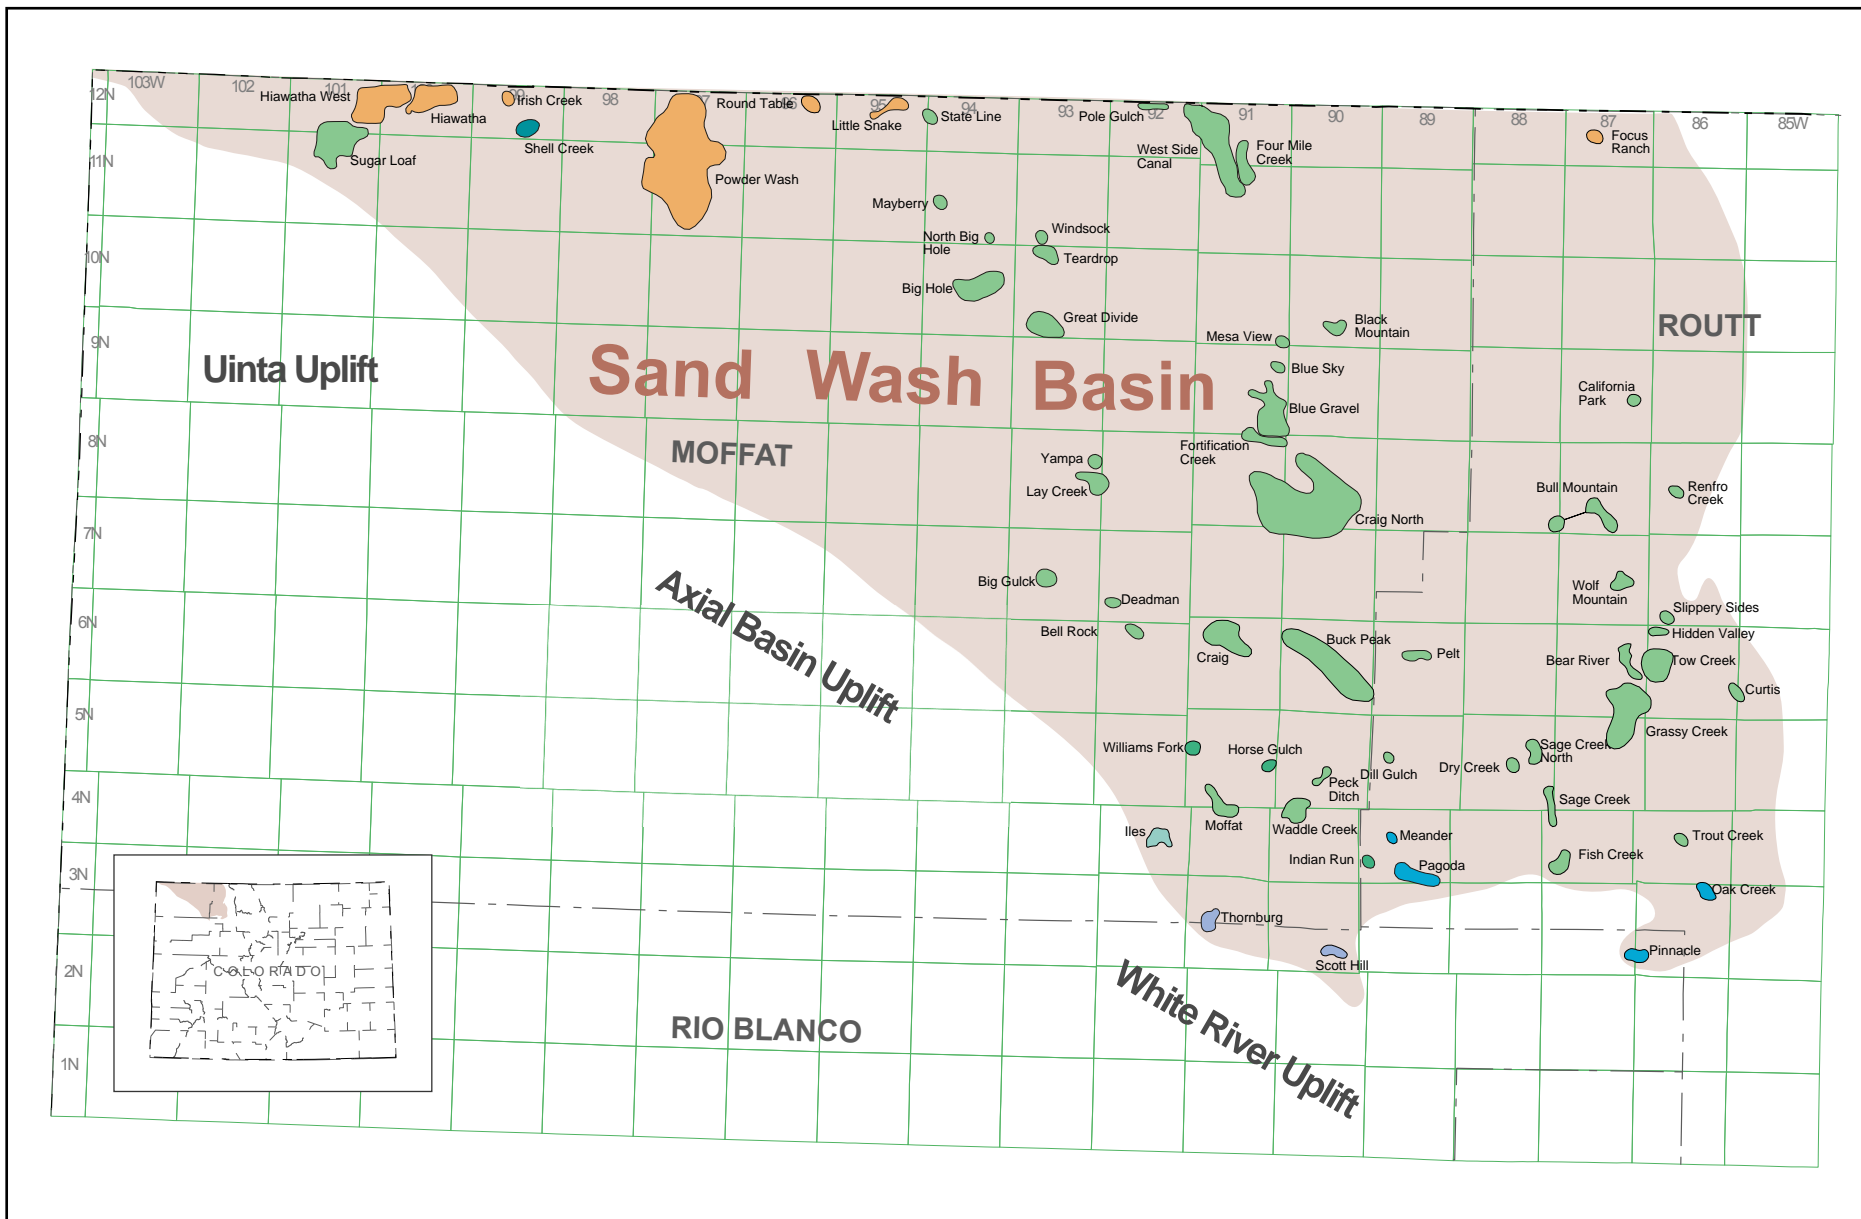 103W
102
101
99
98
97
96
95
94
93
92
91
90
89
88
87
86
85W
12N
11N
10N
9N
8N
7N
6N
5N
4N
3N
2N
1N
Hiawatha West
Hiawatha
Irish Creek
Shell Creek
Sugar Loaf
Powder Wash
Round Table
Little Snake
State Line
Pole Gulch
West Side
Canal
Four Mile
Creek
Focus
Ranch
Mayberry
North Big
Hole
Windsock
Teardrop
Big Hole
Great Divide
Mesa View
Black
Mountain
ROUTT
Uinta Uplift
Sand Wash Basin
Blue Sky
Blue Gravel
California
Park
MOFFAT
Fortification
Creek
Yampa
Lay Creek
Craig North
Bull Mountain
Renfro
Creek
Big Gulck
Deadman
Bell Rock
Axial Basin Uplift
Craig
Buck Peak
Pelt
Wolf
Mountain
Slippery Sides
Hidden Valley
Bear River
Tow Creek
Curtis
Grassy Creek
Williams Fork
Horse Gulch
Peck
Ditch
Dill Gulch
Dry Creek
Sage Creek
North
Sage Creek
Iles
Moffat
Waddle Creek
Meander
Indian Run
Pagoda
Fish Creek
Trout Creek
Oak Creek
Thornburg
Scott Hill
Pinnacle
White River Uplift
RIO BLANCO
COLORADO